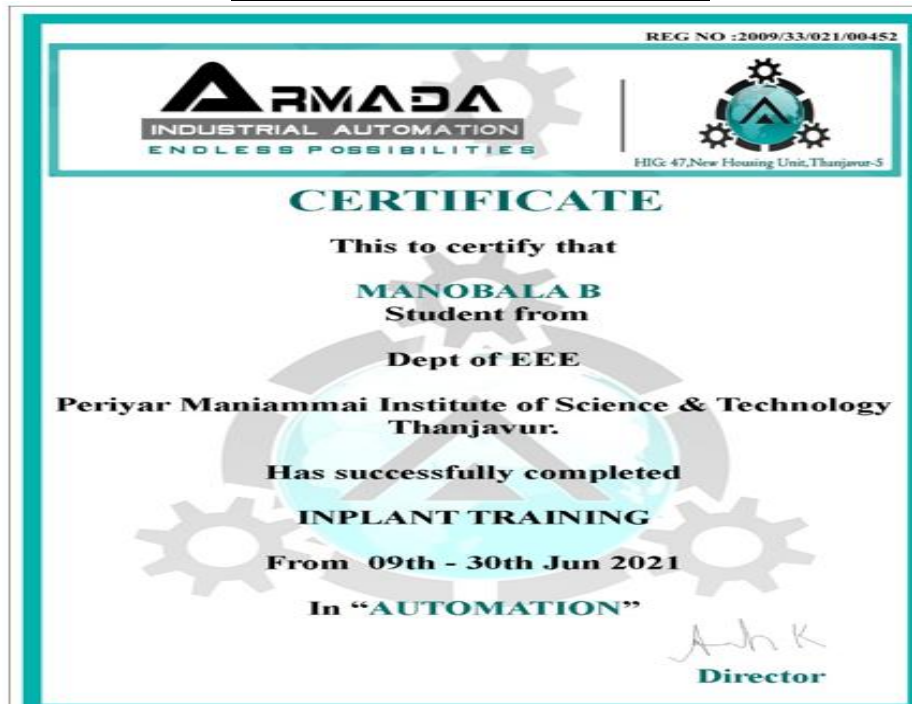 REG NO :2009/33/021/00452
ARMADA
INDUSTRIAL AUTOMATION
ENDLESS POSSIBILITIES
HIG: 47,New Housing Unit,Thanjavur-5
CERTIFICATE
This to certify that
MANOBALA B
Student from
Dept of EEE
Periyar Maniammai Institute of Science & Technology
Thanjavur.
Has successfully completed
INPLANT TRAINING
From 09th - 30th Jun 2021
In “AUTOMATION”
Director